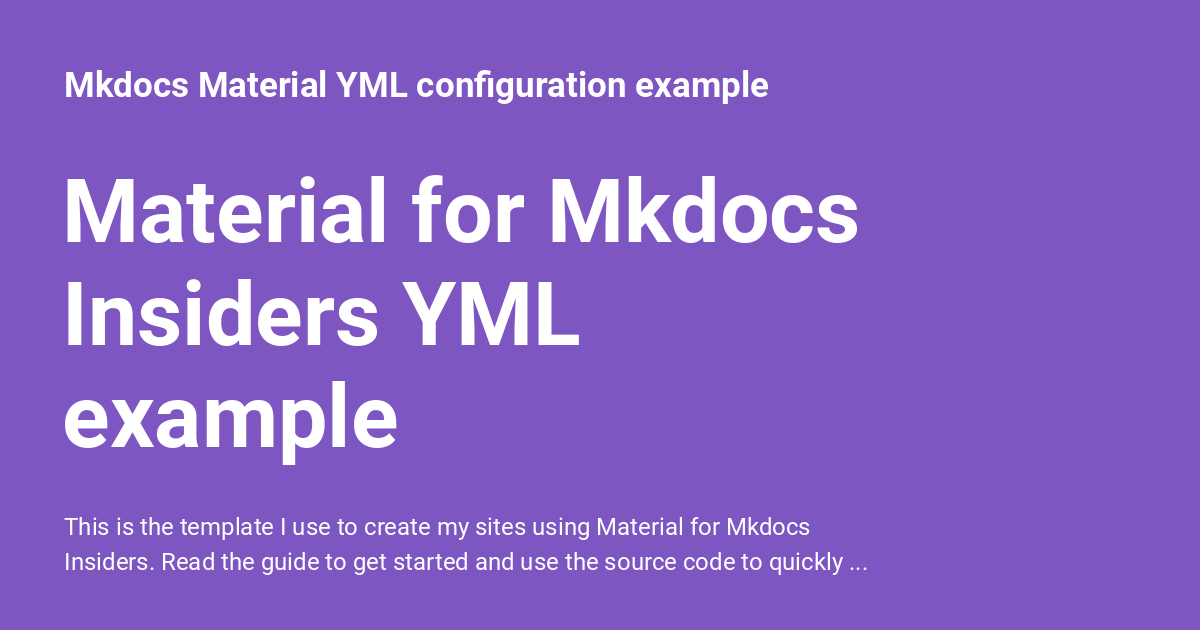 Mkdocs Material YML configuration example
Material for Mkdocs
Insiders YML
example
This is the template I use to create my sites using Material for Mkdocs
Insiders. Read the guide to get started and use the source code to quickly ...